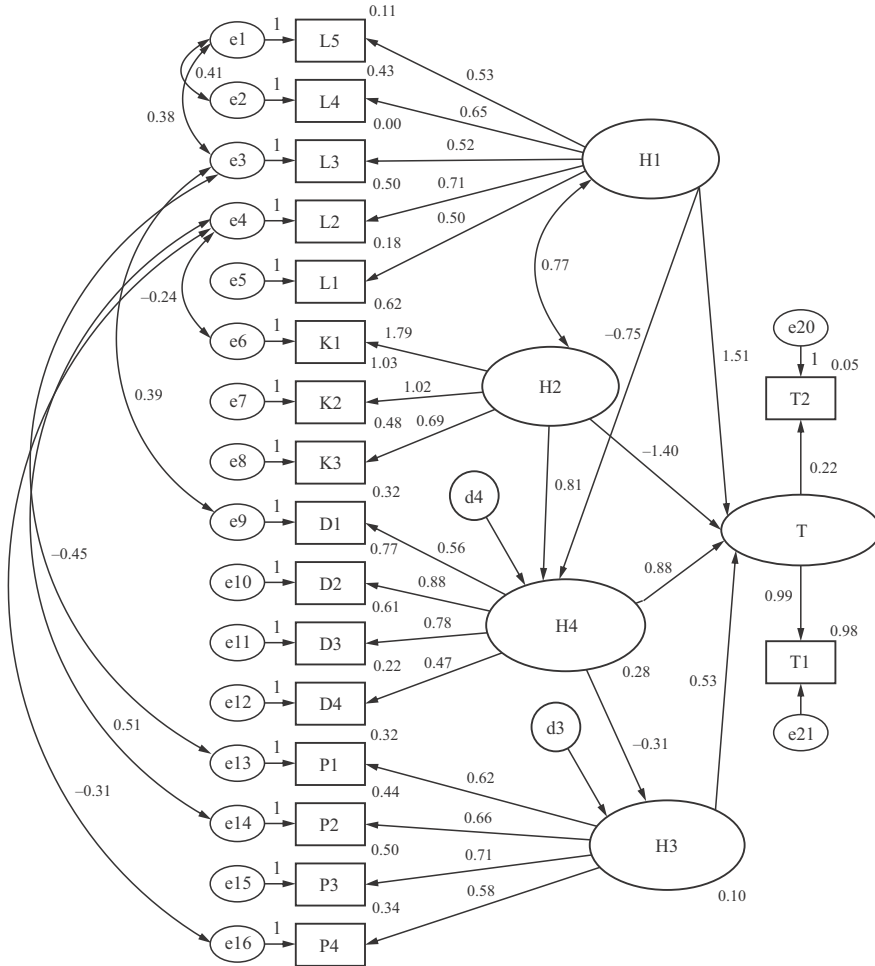 0.11
e1 1 L5
0.41 0.43 0.53
e2 1 L4
0.38 0.00 0.65
e3 1 L3 0.52 H1
0.50 0.71
e4 1 L2
0.18 0.50
e5 1 L1 0.77
–0.24 0.62
e6 1 K1 1.79 –0.75 e20
1.03 H2 1.51 1 0.05
0.39 e7 1 K2 1.02 T2
0.48 0.69
e8 1 K3 –1.40 0.22
0.32 d4 0.81
e9 1 D1 T
–0.45 0.77 0.56 0.88
e10 1 D2 0.88 0.99
0.61 H4
e11 1 D3 0.78 0.98
0.22 0.47 0.28 0.53 T1
e12 1 D4
0.51 0.32 d3 –0.31 e21
e13 1 P1
–0.31 0.44 0.62
e14 1 P2 0.66
0.50 H3
e15 1 P3 0.71
0.34 0.58 0.10
e16 1 P4